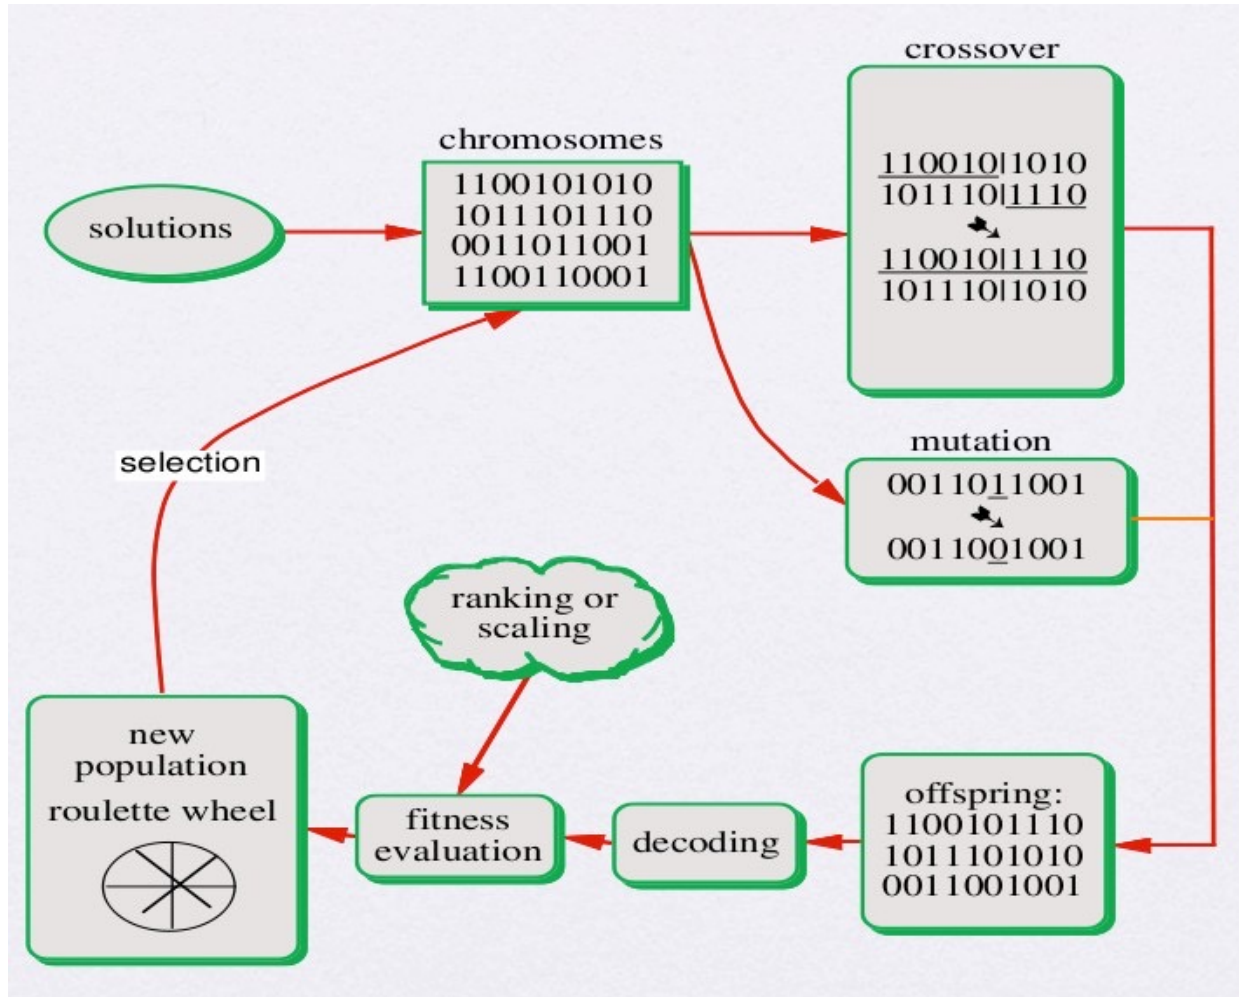 crossover
chromosomes
1100101010
1011101110
0011011001
1100110001
solutions
110010|1010
101110|1110
110010|1110
101110|1010
selection
mutation
0011011001
0011001001
ranking or
scaling
new
population
roulette wheel
fitness
evaluation
decoding
offspring:
1100101110
1011101010
0011001001